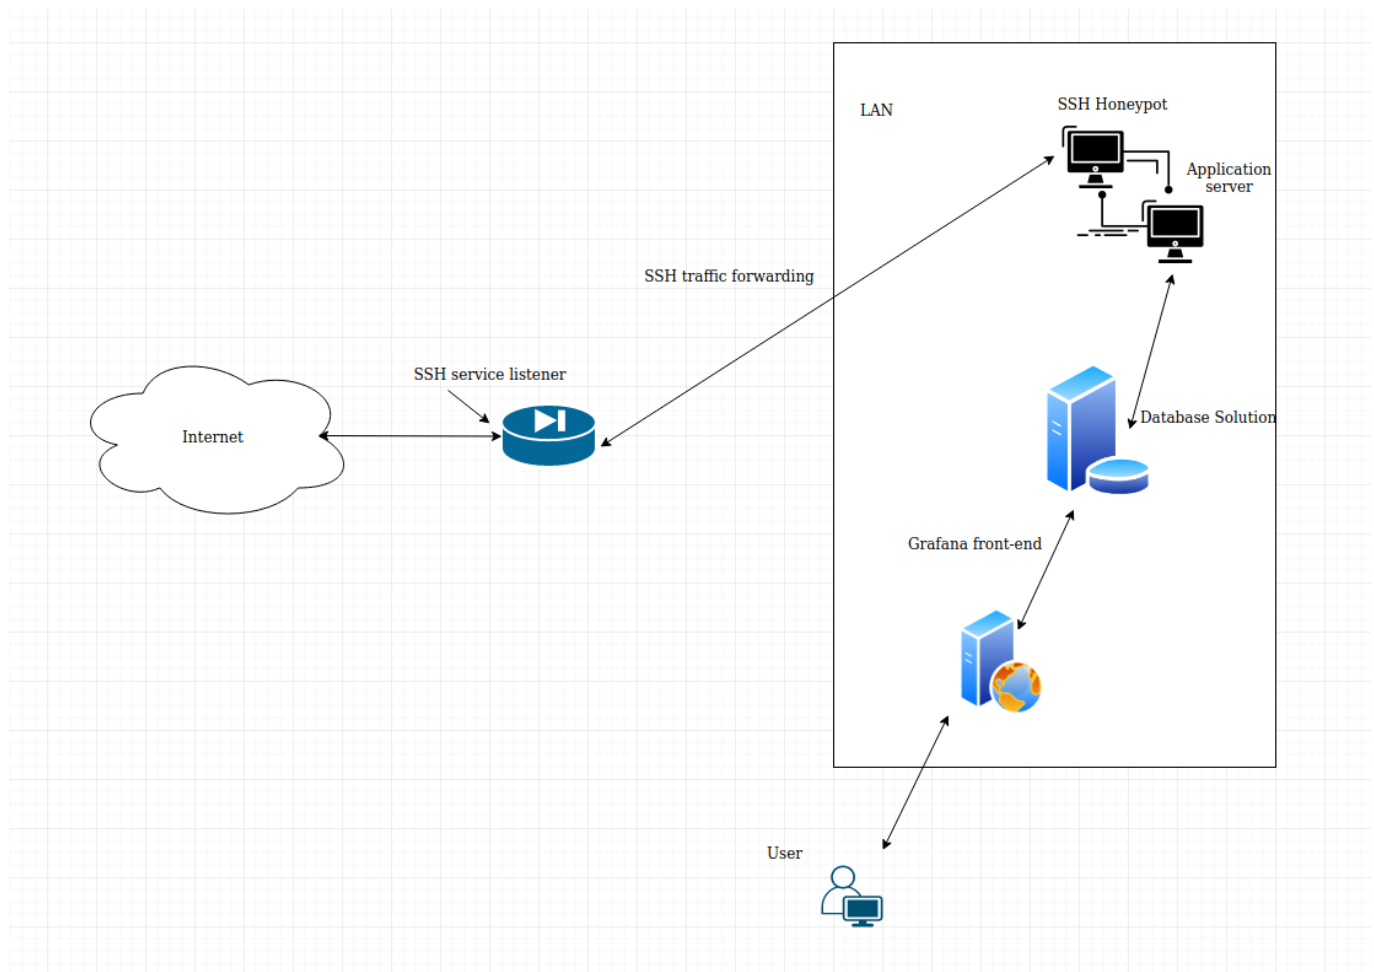 SSH Honeypot
LAN
Application
server
SSH traffic forwarding
SSH service listener
Database Solution
Internet
Grafana front-end
User